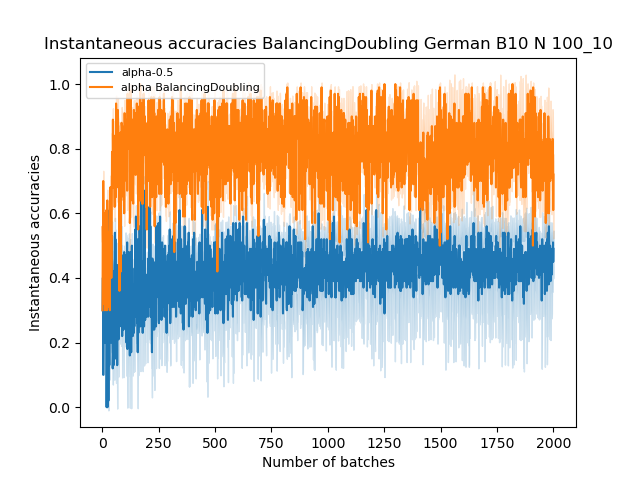 Instantaneous accuracies BalancingDoubling German B10 N 100_10
alpha-0.5
alpha BalancingDoubling
Instantaneous accuracies
1.0
0.8
0.6
0.4
0.2
0.0
0 250 500 750 1000 1250 1500 1750 2000
Number of batches